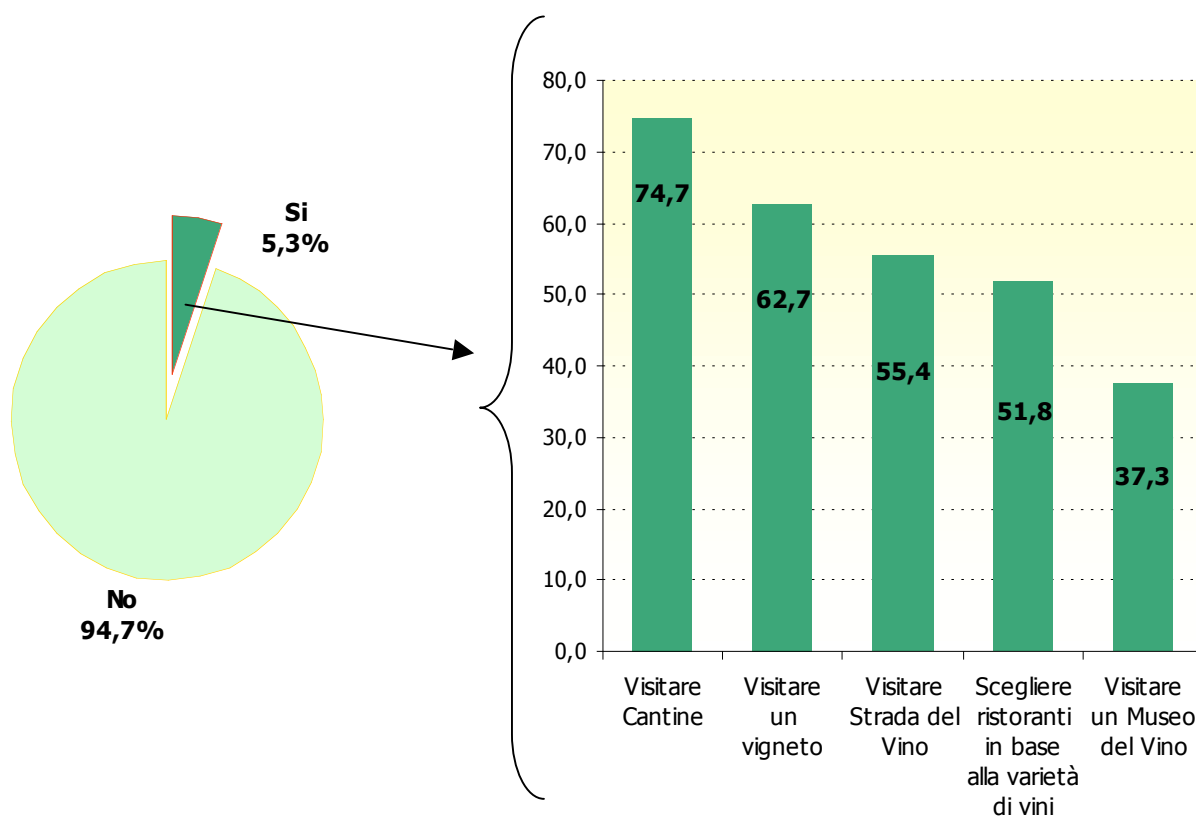 Si
5,3%
No
94,7%
80,0
70,0
60,0
50,0
40,0
30,0
20,0
10,0
0,0
74,7
62,7
55,4
51,8
37,3
Visitare
Cantine
Visitare
un
vigneto
Visitare
Strada del
Vino
Scegliere
ristoranti
in base
alla varietà
di vini
Visitare
un Museo
del Vino